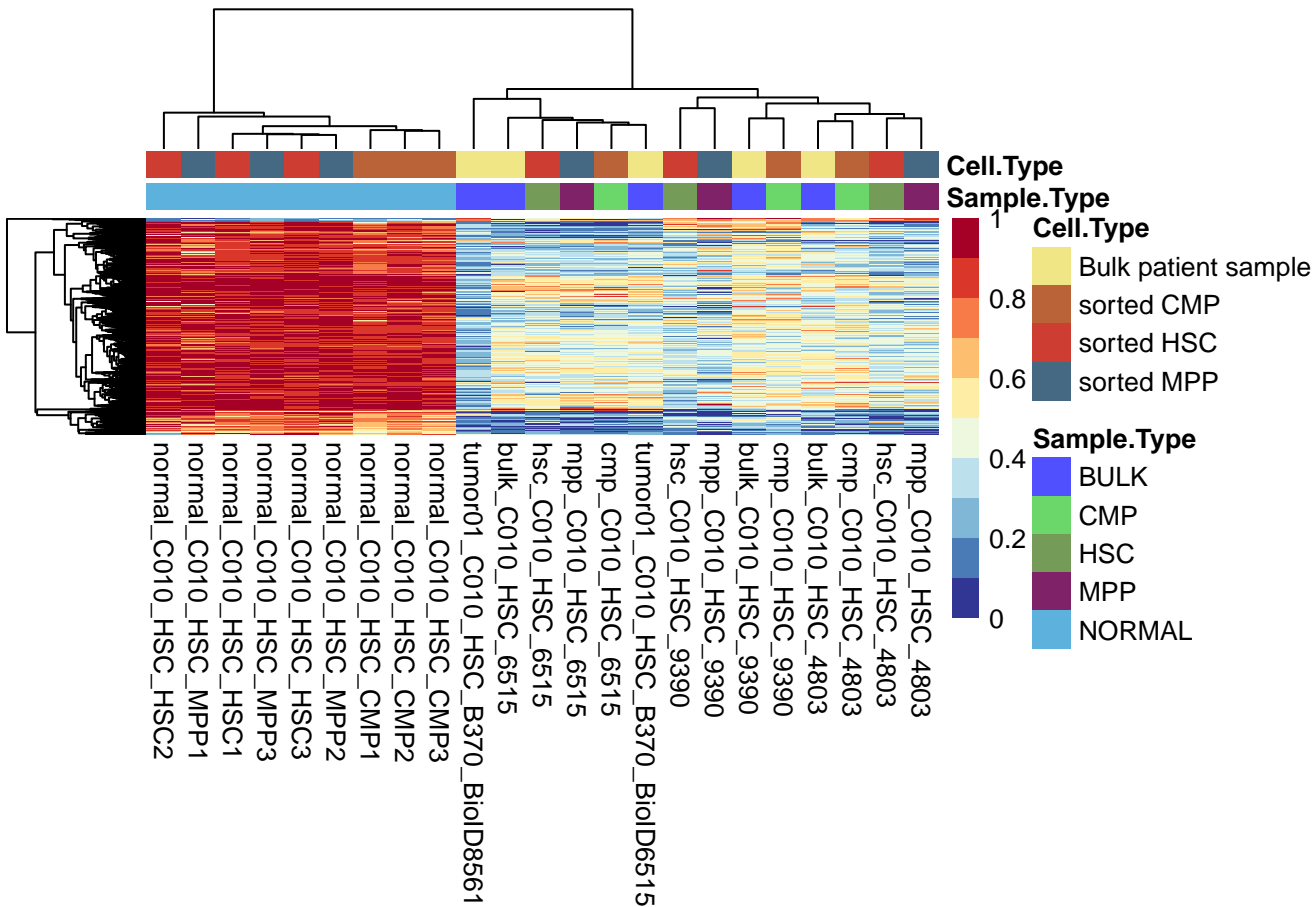 Cell.Type
Sample.Type
1
0.8
0.6
0.4
0.2
0
Cell.Type
Bulk patient sample
sorted CMP
sorted HSC
sorted MPP
Sample.Type
BULK
CMP
HSC
MPP
NORMAL
normal_C010_HSC_HSC2
normal_C010_HSC_MPP1
normal_C010_HSC_HSC1
normal_C010_HSC_MPP3
normal_C010_HSC_HSC3
normal_C010_HSC_MPP2
normal_C010_HSC_CMP1
normal_C010_HSC_CMP2
normal_C010_HSC_CMP3
tumor01_C010_HSC_B370_BioID8561
bulk_C010_HSC_6515
hsc_C010_HSC_6515
mpp_C010_HSC_6515
cmp_C010_HSC_6515
tumor01_C010_HSC_B370_BioID6515
hsc_C010_HSC_9390
mpp_C010_HSC_9390
bulk_C010_HSC_9390
cmp_C010_HSC_9390
bulk_C010_HSC_4803
cmp_C010_HSC_4803
hsc_C010_HSC_4803
mpp_C010_HSC_4803